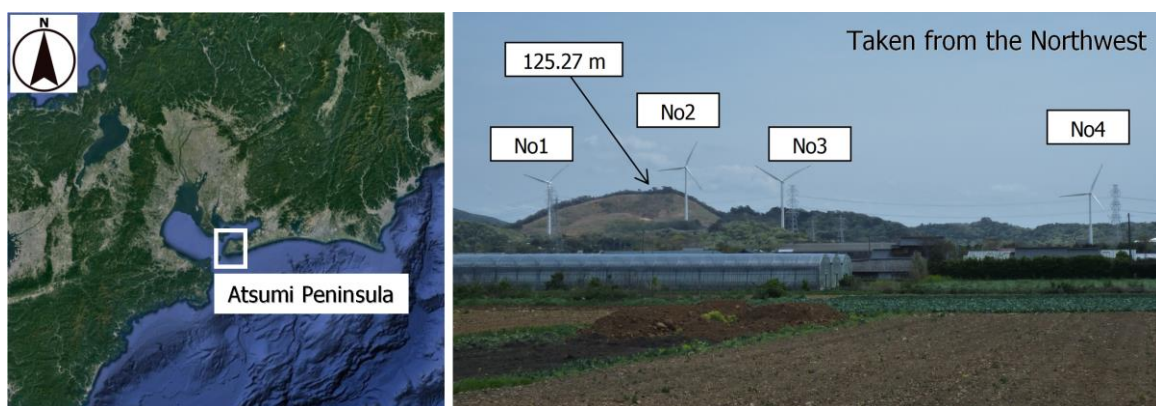 N
Atsumi Peninsula
Taken from the Northwest
125.27 m
No2
No1
No3
No4